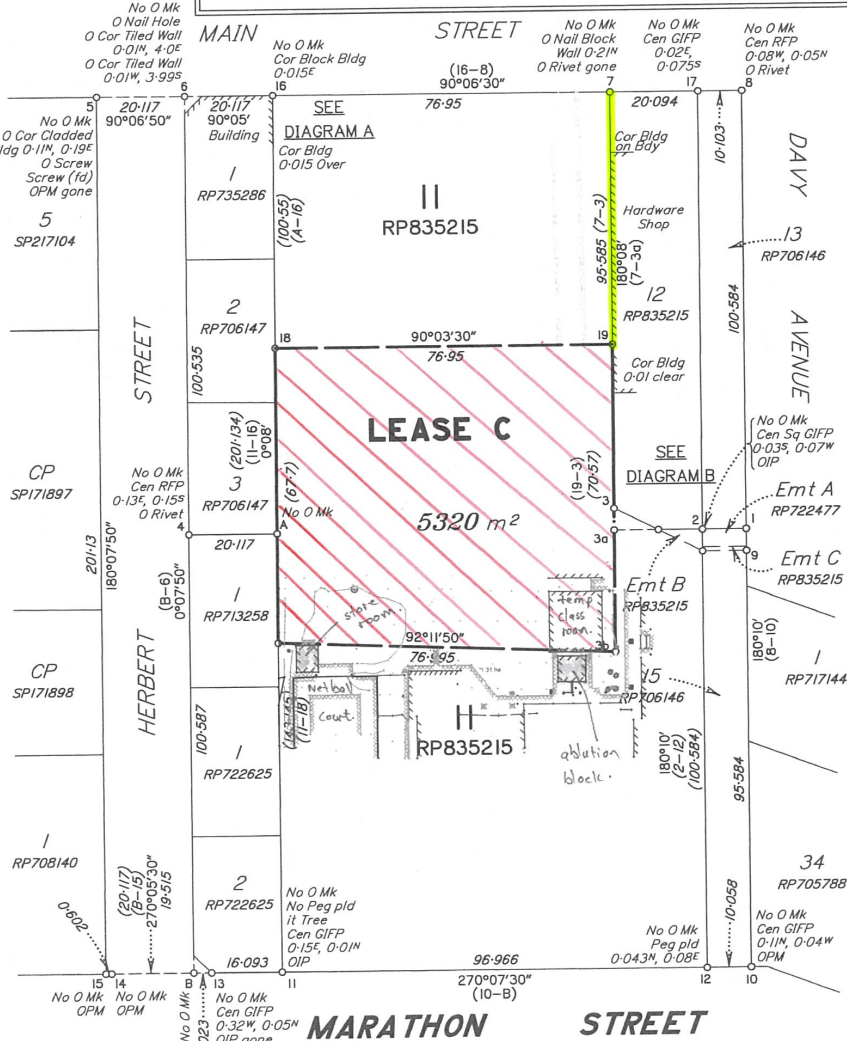 No O Mk
O Nail Hole
O Cor Tiled Wall
0·01N, 4·0E
O Cor Tiled Wall
0·01W, 3·99S
MAIN
STREET
No O Mk
Cor Block Bldg
0·015E
(16-8)
90°06'30"
76·95
No O Mk
O Nail Block
Wall 0·21N
O Rivet gone
No O Mk
Cen GIFP
0·02E,
0·075S
No O Mk
Cen RFP
0·08W, 0·05N
O Rivet
5
6
16
7
17
8
20·117
90°06'50"
20·117
90°05'
Building
20·094
SEE
DIAGRAM A
Cor Bldg
0·015 Over
No O Mk
O Cor Cladded
Bldg 0·11N, 0·19E
O Screw
Screw (fd)
OPM gone
5
SP217104
1
RP735286
11
RP835215
(100·55)
(A-16)
95·585 (7-3)
180°08'
(7-3a)
Cor Bldg
on Bdy
Hardware
Shop
12
RP835215
10·103
13
RP706146
DAVY
AVENUE
100·584
2
RP706147
100·535
18
90°03'30"
76·95
19
Cor Bldg
0·01 clear
STREET
HERBERT
LEASE C
5320 m²
(201·134)
(11-16)
0°08'
(67·7)
(19-3)
(70·57)
SEE
DIAGRAM B
No O Mk
Cen Sq GIFP
0·03S, 0·07W
OIP
CP
SP171897
No O Mk
Cen RFP
0·13E, 0·15S
O Rivet
3
RP706147
No O Mk
4
A
20·117
3
3a
2
1
9
Emt A
RP722477
Emt C
RP835215
Emt B
RP835215
201·13
180°07'50"
(B-6)
0°07'50"
1
RP713258
store
room.
temp
class
room.
92°11'50"
76·995
180°10'
(8-10)
1
RP717144
CP
SP171898
Netball
Court.
(11-18)
11
RP835215
15
RP706146
ablution
block.
180°10'
(2-12)
(100·584)
95·584
100·587
1
RP722625
1
RP708140
2
RP722625
34
RP705788
0·602
(20·117)
(B-15)
270°05'30"
19·515
No O Mk
No Peg pld
it Tree
Cen GIFP
0·15E, 0·01N
OIP
No O Mk
Peg pld
0·043N, 0·08E
10·058
No O Mk
Cen GIFP
0·11N, 0·04W
OPM
16·093
96·966
270°07'30"
(10-B)
15
14
B
13
11
12
10
No O Mk
OPM
No O Mk
OPM
No O Mk
No O Mk
Cen GIFP
0·32W, 0·05N
OIP gone
MARATHON
STREET